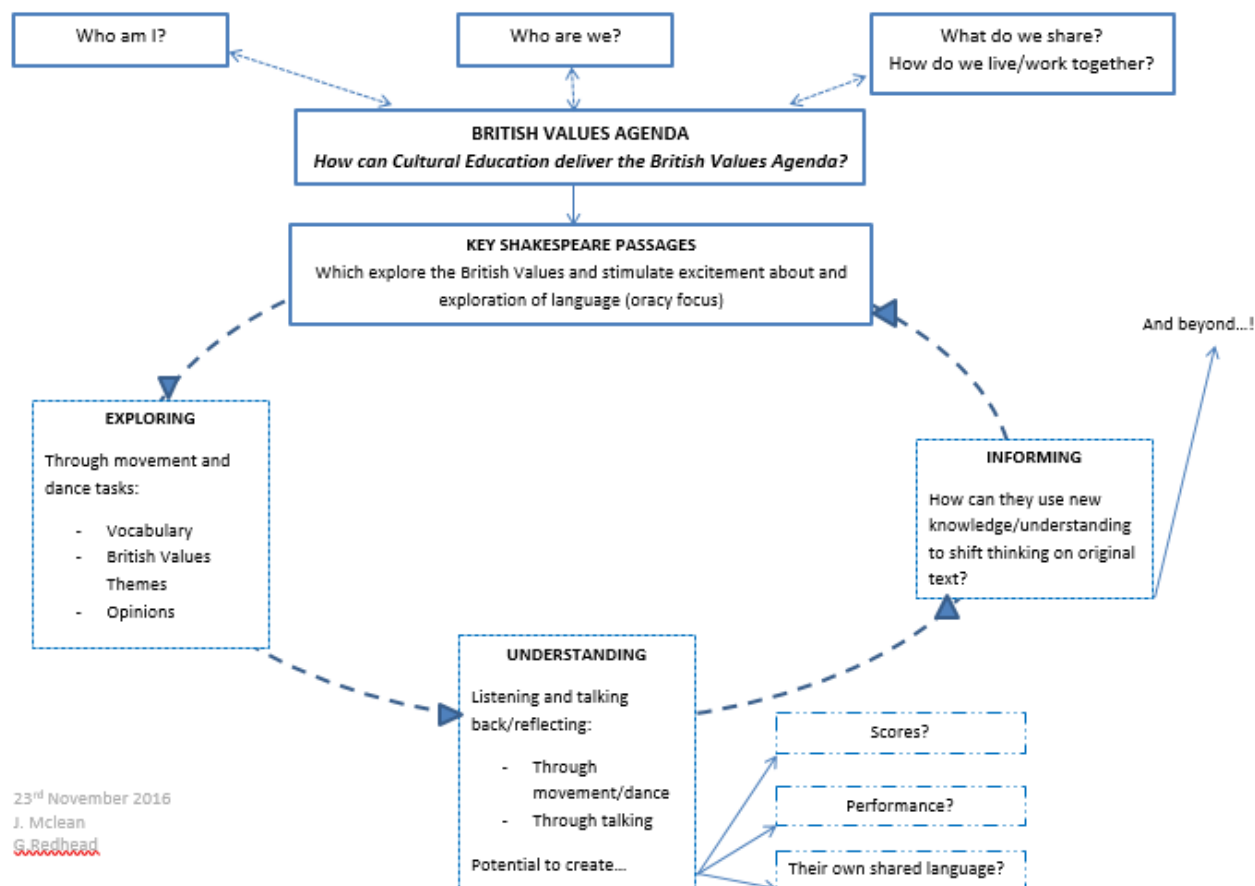 Who am I?
Who are we?
What do we share?
How do we live/work together?
BRITISH VALUES AGENDA
How can Cultural Education deliver the British Values Agenda?
KEY SHAKESPEARE PASSAGES
Which explore the British Values and stimulate excitement about and
exploration of language (oracy focus)
And beyond...!
EXPLORING
Through movement and
dance tasks:
- Vocabulary
- British Values
Themes
- Opinions
INFORMING
How can they use new
knowledge/understanding
to shift thinking on original
text?
UNDERSTANDING
Listening and talking
back/reflecting:
- Through
movement/dance
- Through talking
Potential to create...
Scores?
Performance?
Their own shared language?
23rd November 2016
J. Mclean
G.Redhead